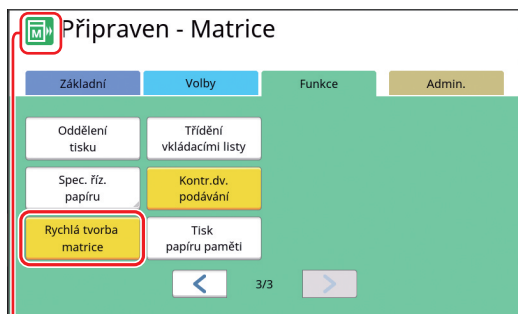 M
Připraven - Matrice
Základní
Volby
Funkce
Admin.
Oddělení
tisku
Třídění
vkládacími listy
Spec. říz.
papíru
Kontr.dv.
podávání
Rychlá tvorba
matrice
Tisk
papíru paměti
3/3